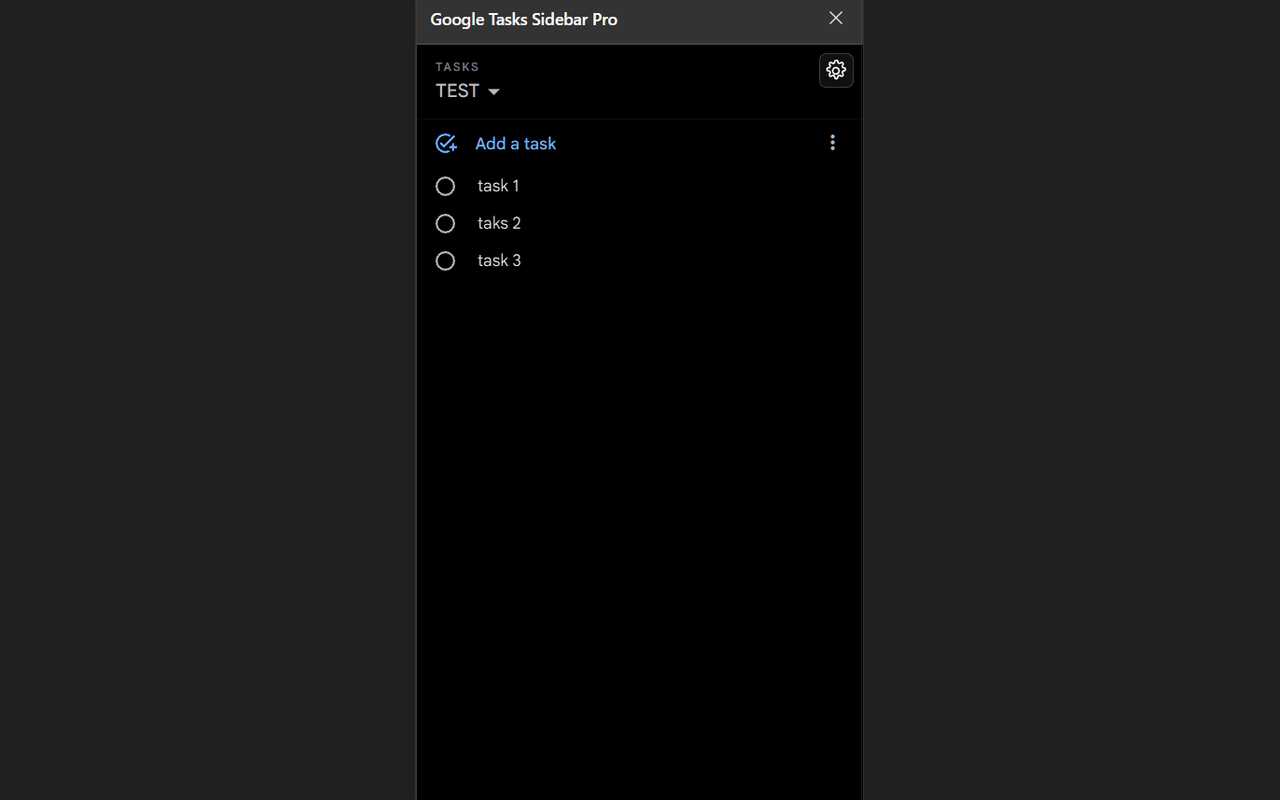 Google Tasks Sidebar Pro
TASKS
TEST
Add a task
task 1
taks 2
task 3